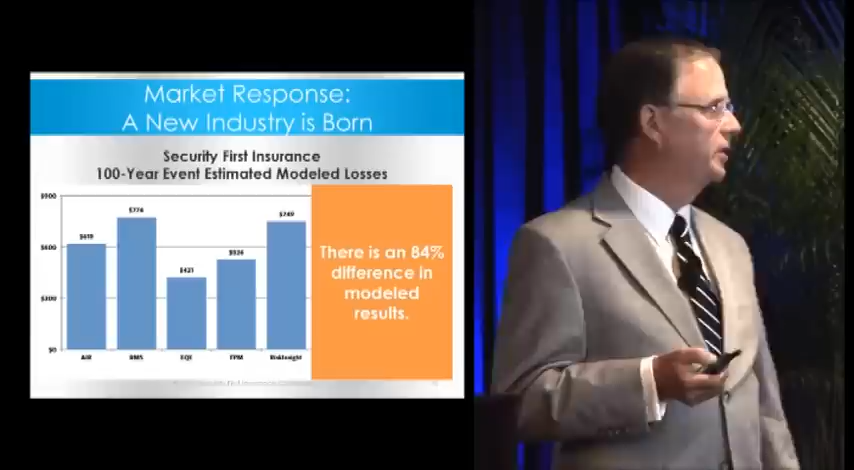 Market Response:
A New Industry is Born
Security First Insurance
100-Year Event Estimated Modeled Losses
$900
$600
$300
$0
$619
$774
$421
$526
$749
AIR
RMS
EQE
FPM
RiskInsight
There is an 84%
difference in
modeled
results.